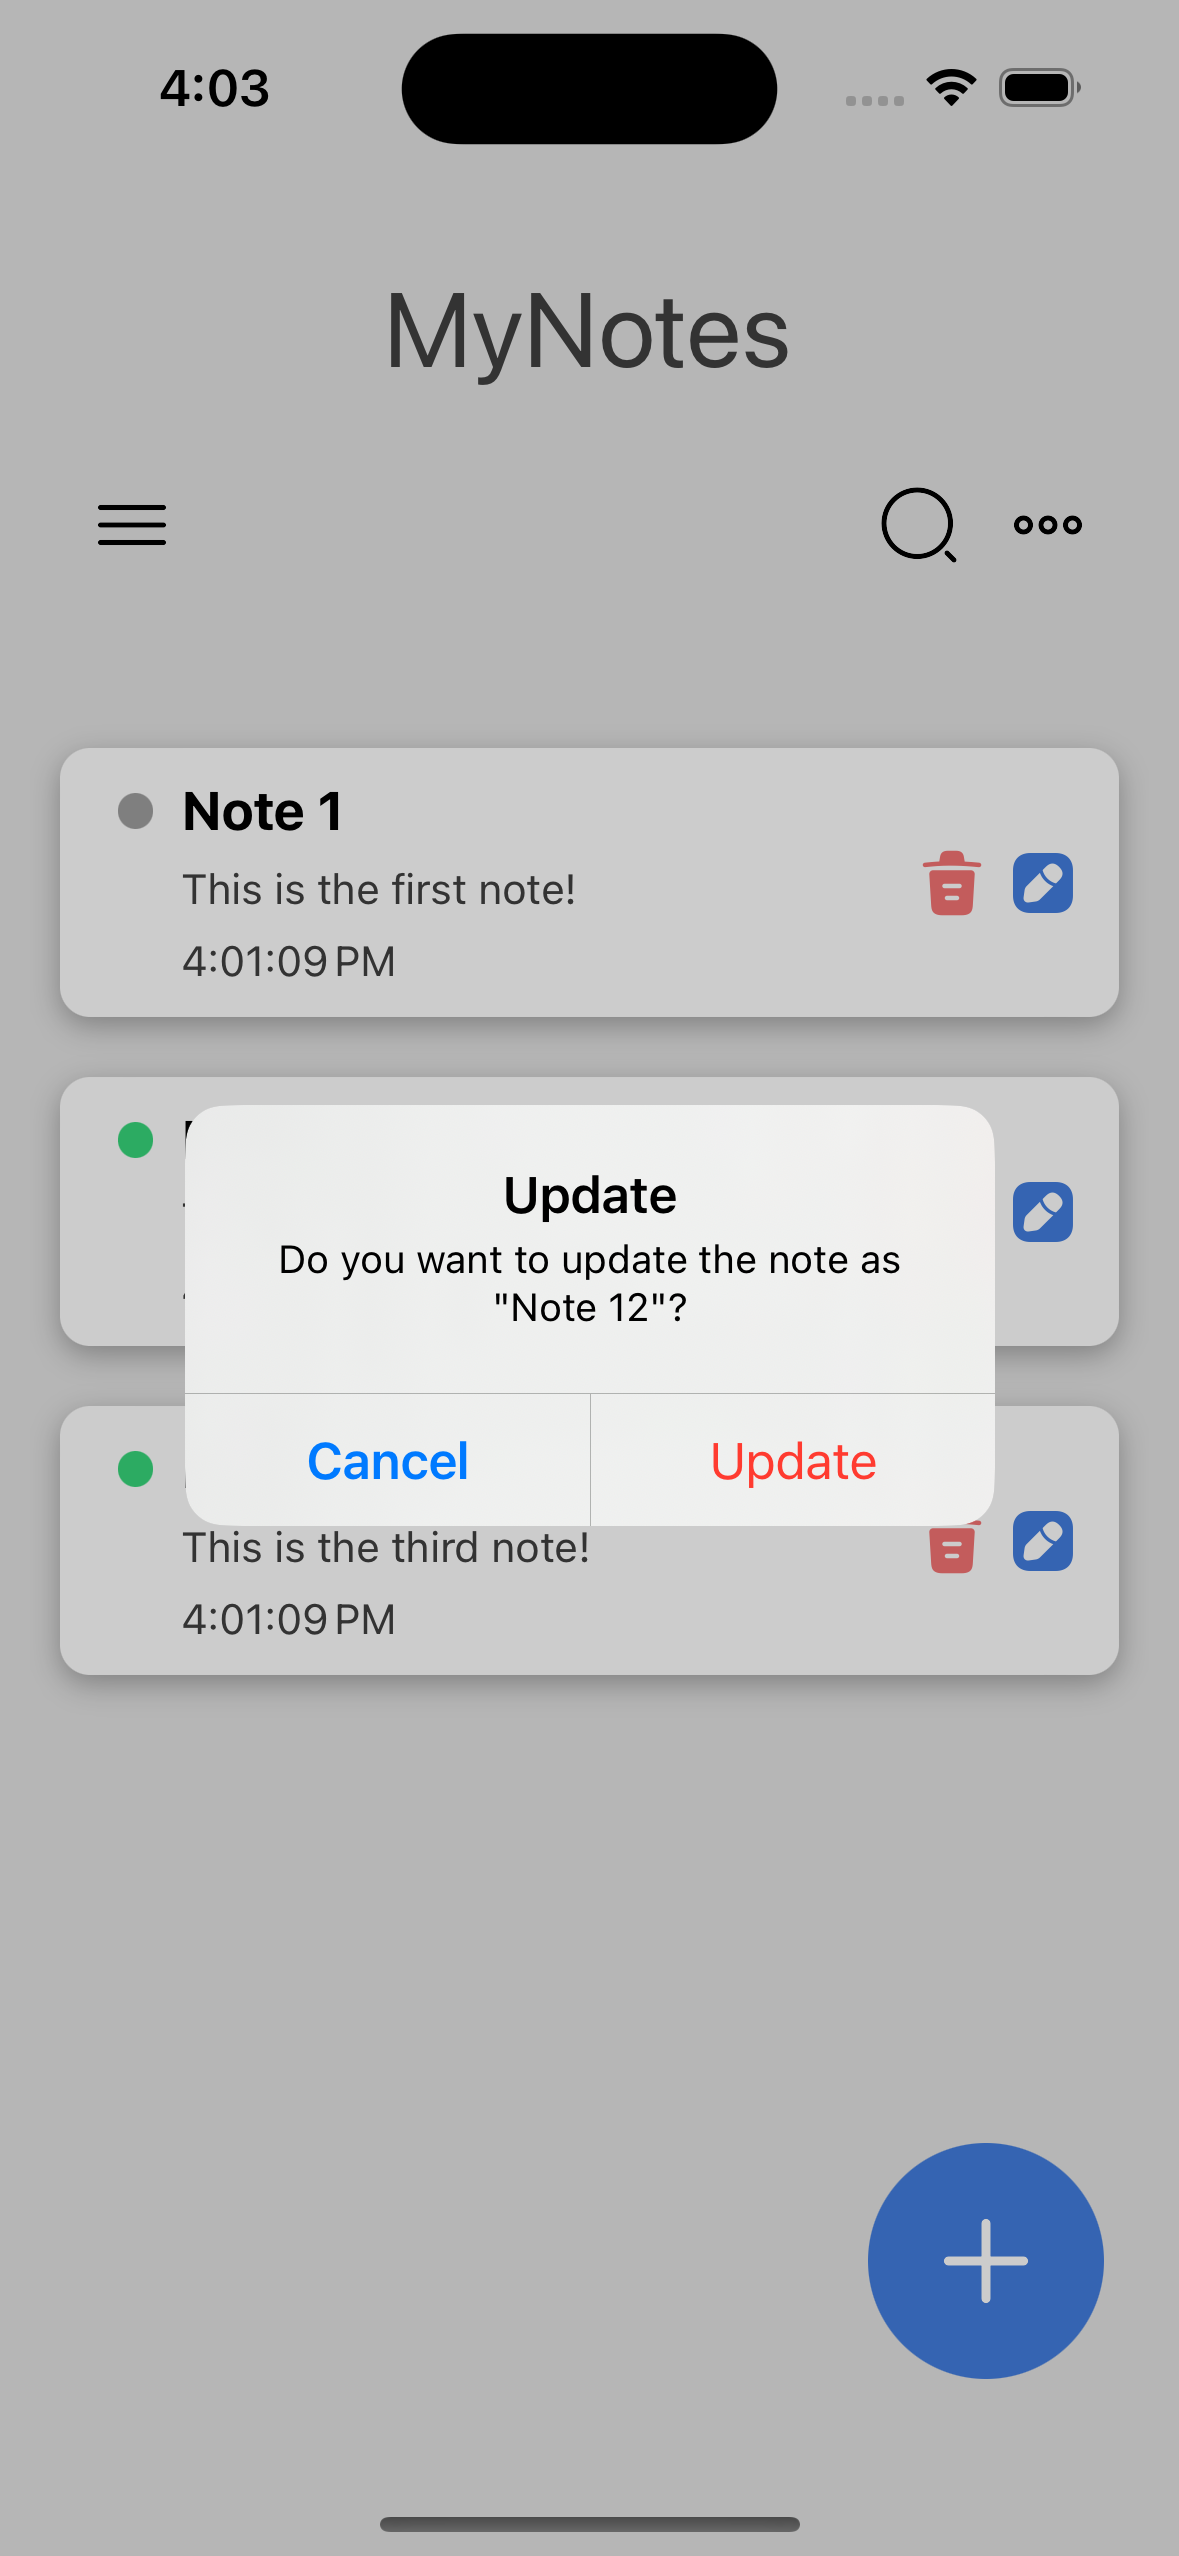 4:03
MyNotes
Note 1
This is the first note!
4:01:09 PM
Update
Do you want to update the note as
"Note 12"?
Cancel
Update
This is the third note!
4:01:09 PM